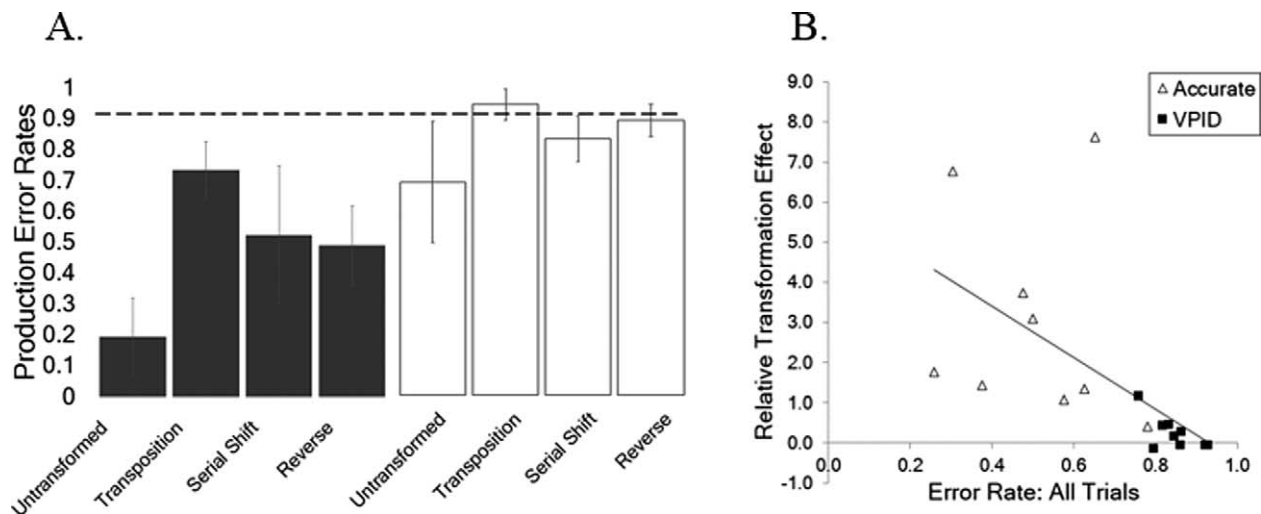 A.
Production Error Rates
1
0.9
0.8
0.7
0.6
0.5
0.4
0.3
0.2
0.1
0
Untransformed
Transposition
Serial Shift
Reverse
Untransformed
Transposition
Serial Shift
Reverse
B.
Relative Transformation Effect
9.0
8.0
7.0
6.0
5.0
4.0
3.0
2.0
1.0
0.0
-1.0
0.0
0.2
0.4
0.6
0.8
1.0
Error Rate: All Trials
Accurate
VPID